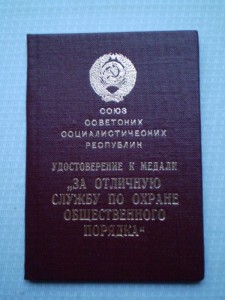 СОЮЗ
СОВЕТСКИХ
СОЦИАЛИСТИЧЕСКИХ
РЕСПУБЛИК
УДОСТОВЕРЕНИЕ К МЕДАЛИ
„ЗА ОТЛИЧНУЮ
СЛУЖБУ ПО ОХРАНЕ
ОБЩЕСТВЕННОГО
ПОРЯДКА“